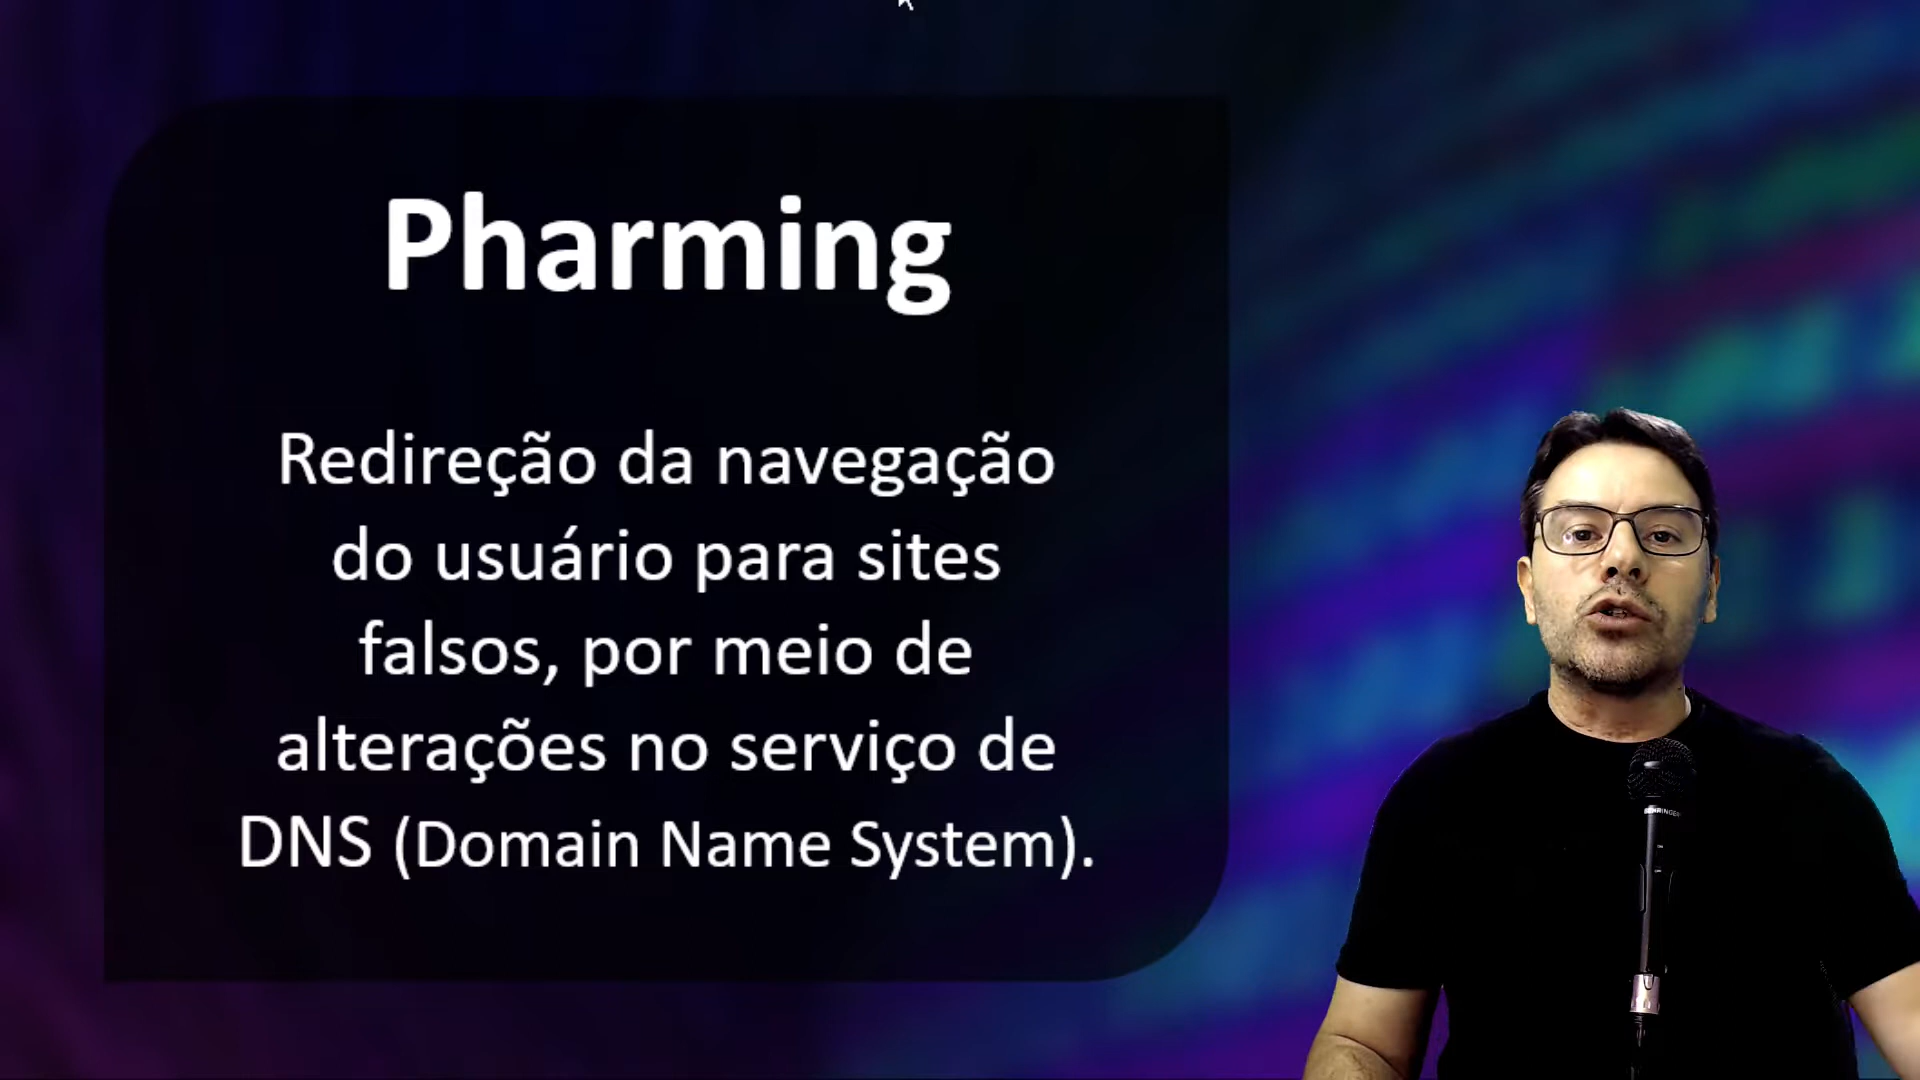 Pharming
Redireção da navegação
do usuário para sites
falsos, por meio de
alterações no serviço de
DNS (Domain Name System).
BEHRINGER